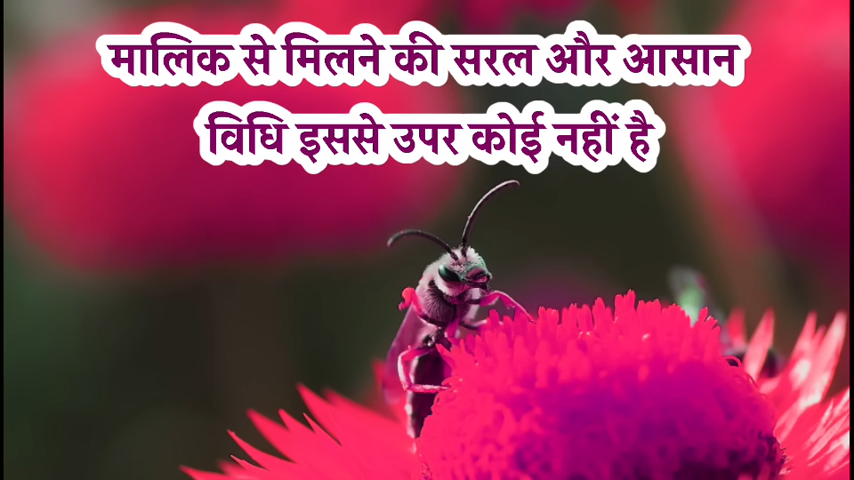 मालिक से मिलने की सरल और आसान
विधि इससे उपर कोई नहीं है